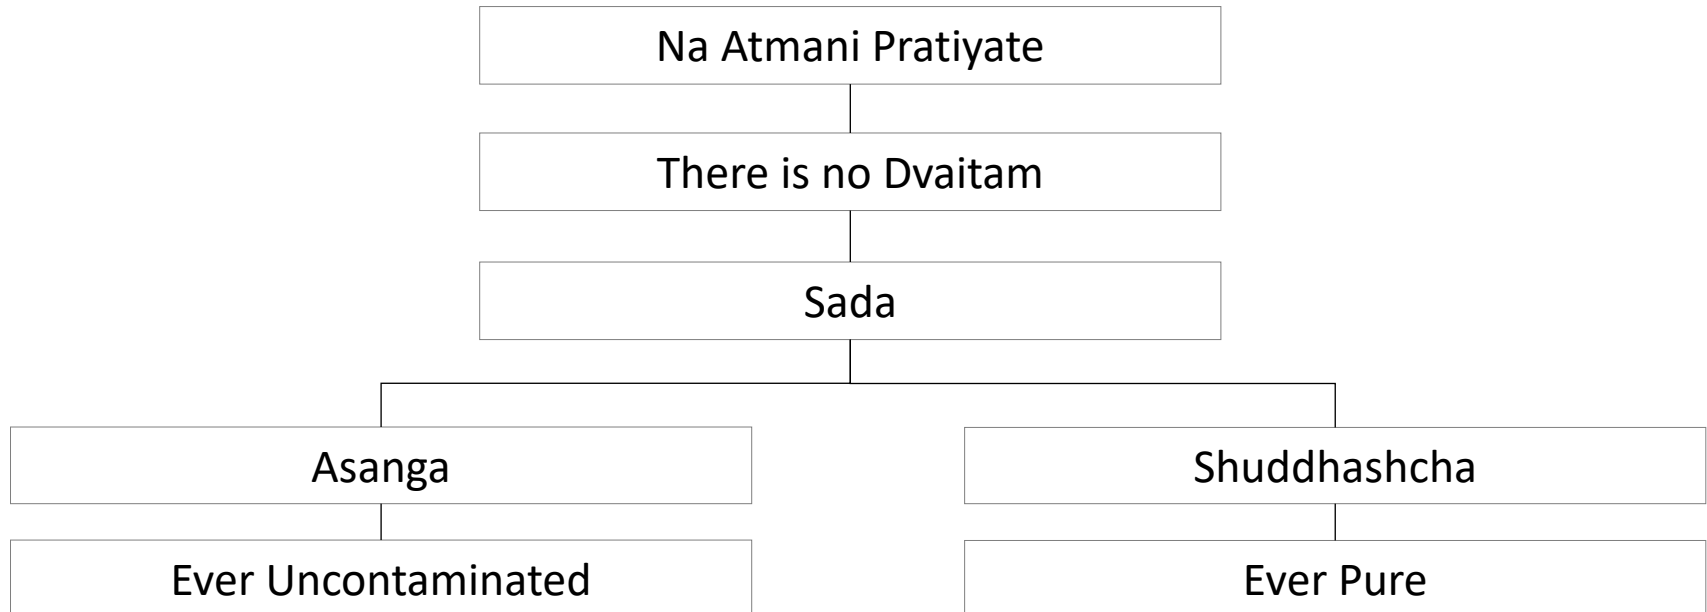 Na Atmani Pratiyate
There is no Dvaitam
Sada
Asanga
Shuddhashcha
Ever Uncontaminated
Ever Pure